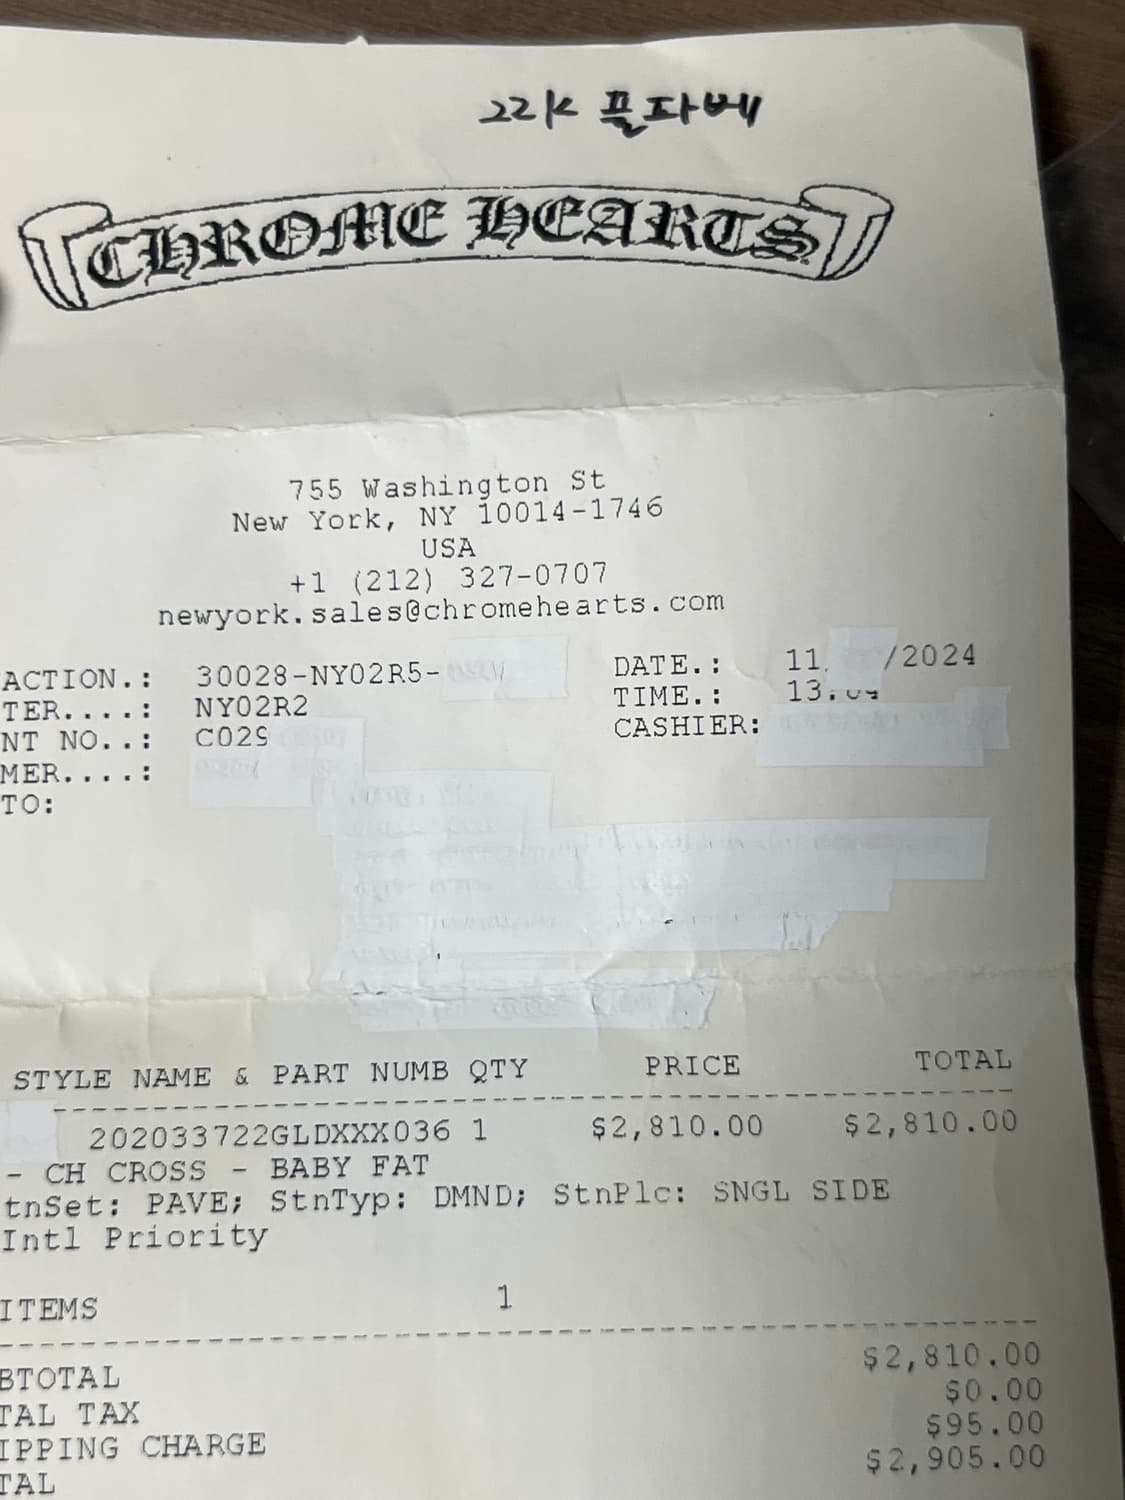 22K 플파베
CHROME HEARTS
755 Washington St
New York, NY 10014-1746
USA
+1 (212) 327-0707
newyork.sales@chromehearts.com
ACTION.: 30028-NY02R5- DATE.: 11 /2024
TER....: NY02R2 TIME.: 13:04
NT NO..: C029 CASHIER:
MER....:
TO:
STYLE NAME & PART NUMB QTY PRICE TOTAL
202033722GLDXXX036 1 $2,810.00 $2,810.00
- CH CROSS - BABY FAT
tnSet: PAVE; StnTyp: DMND; StnPlc: SNGL SIDE
Intl Priority
ITEMS 1
BTOTAL $2,810.00
TAL TAX $0.00
IPPING CHARGE $95.00
TAL $2,905.00